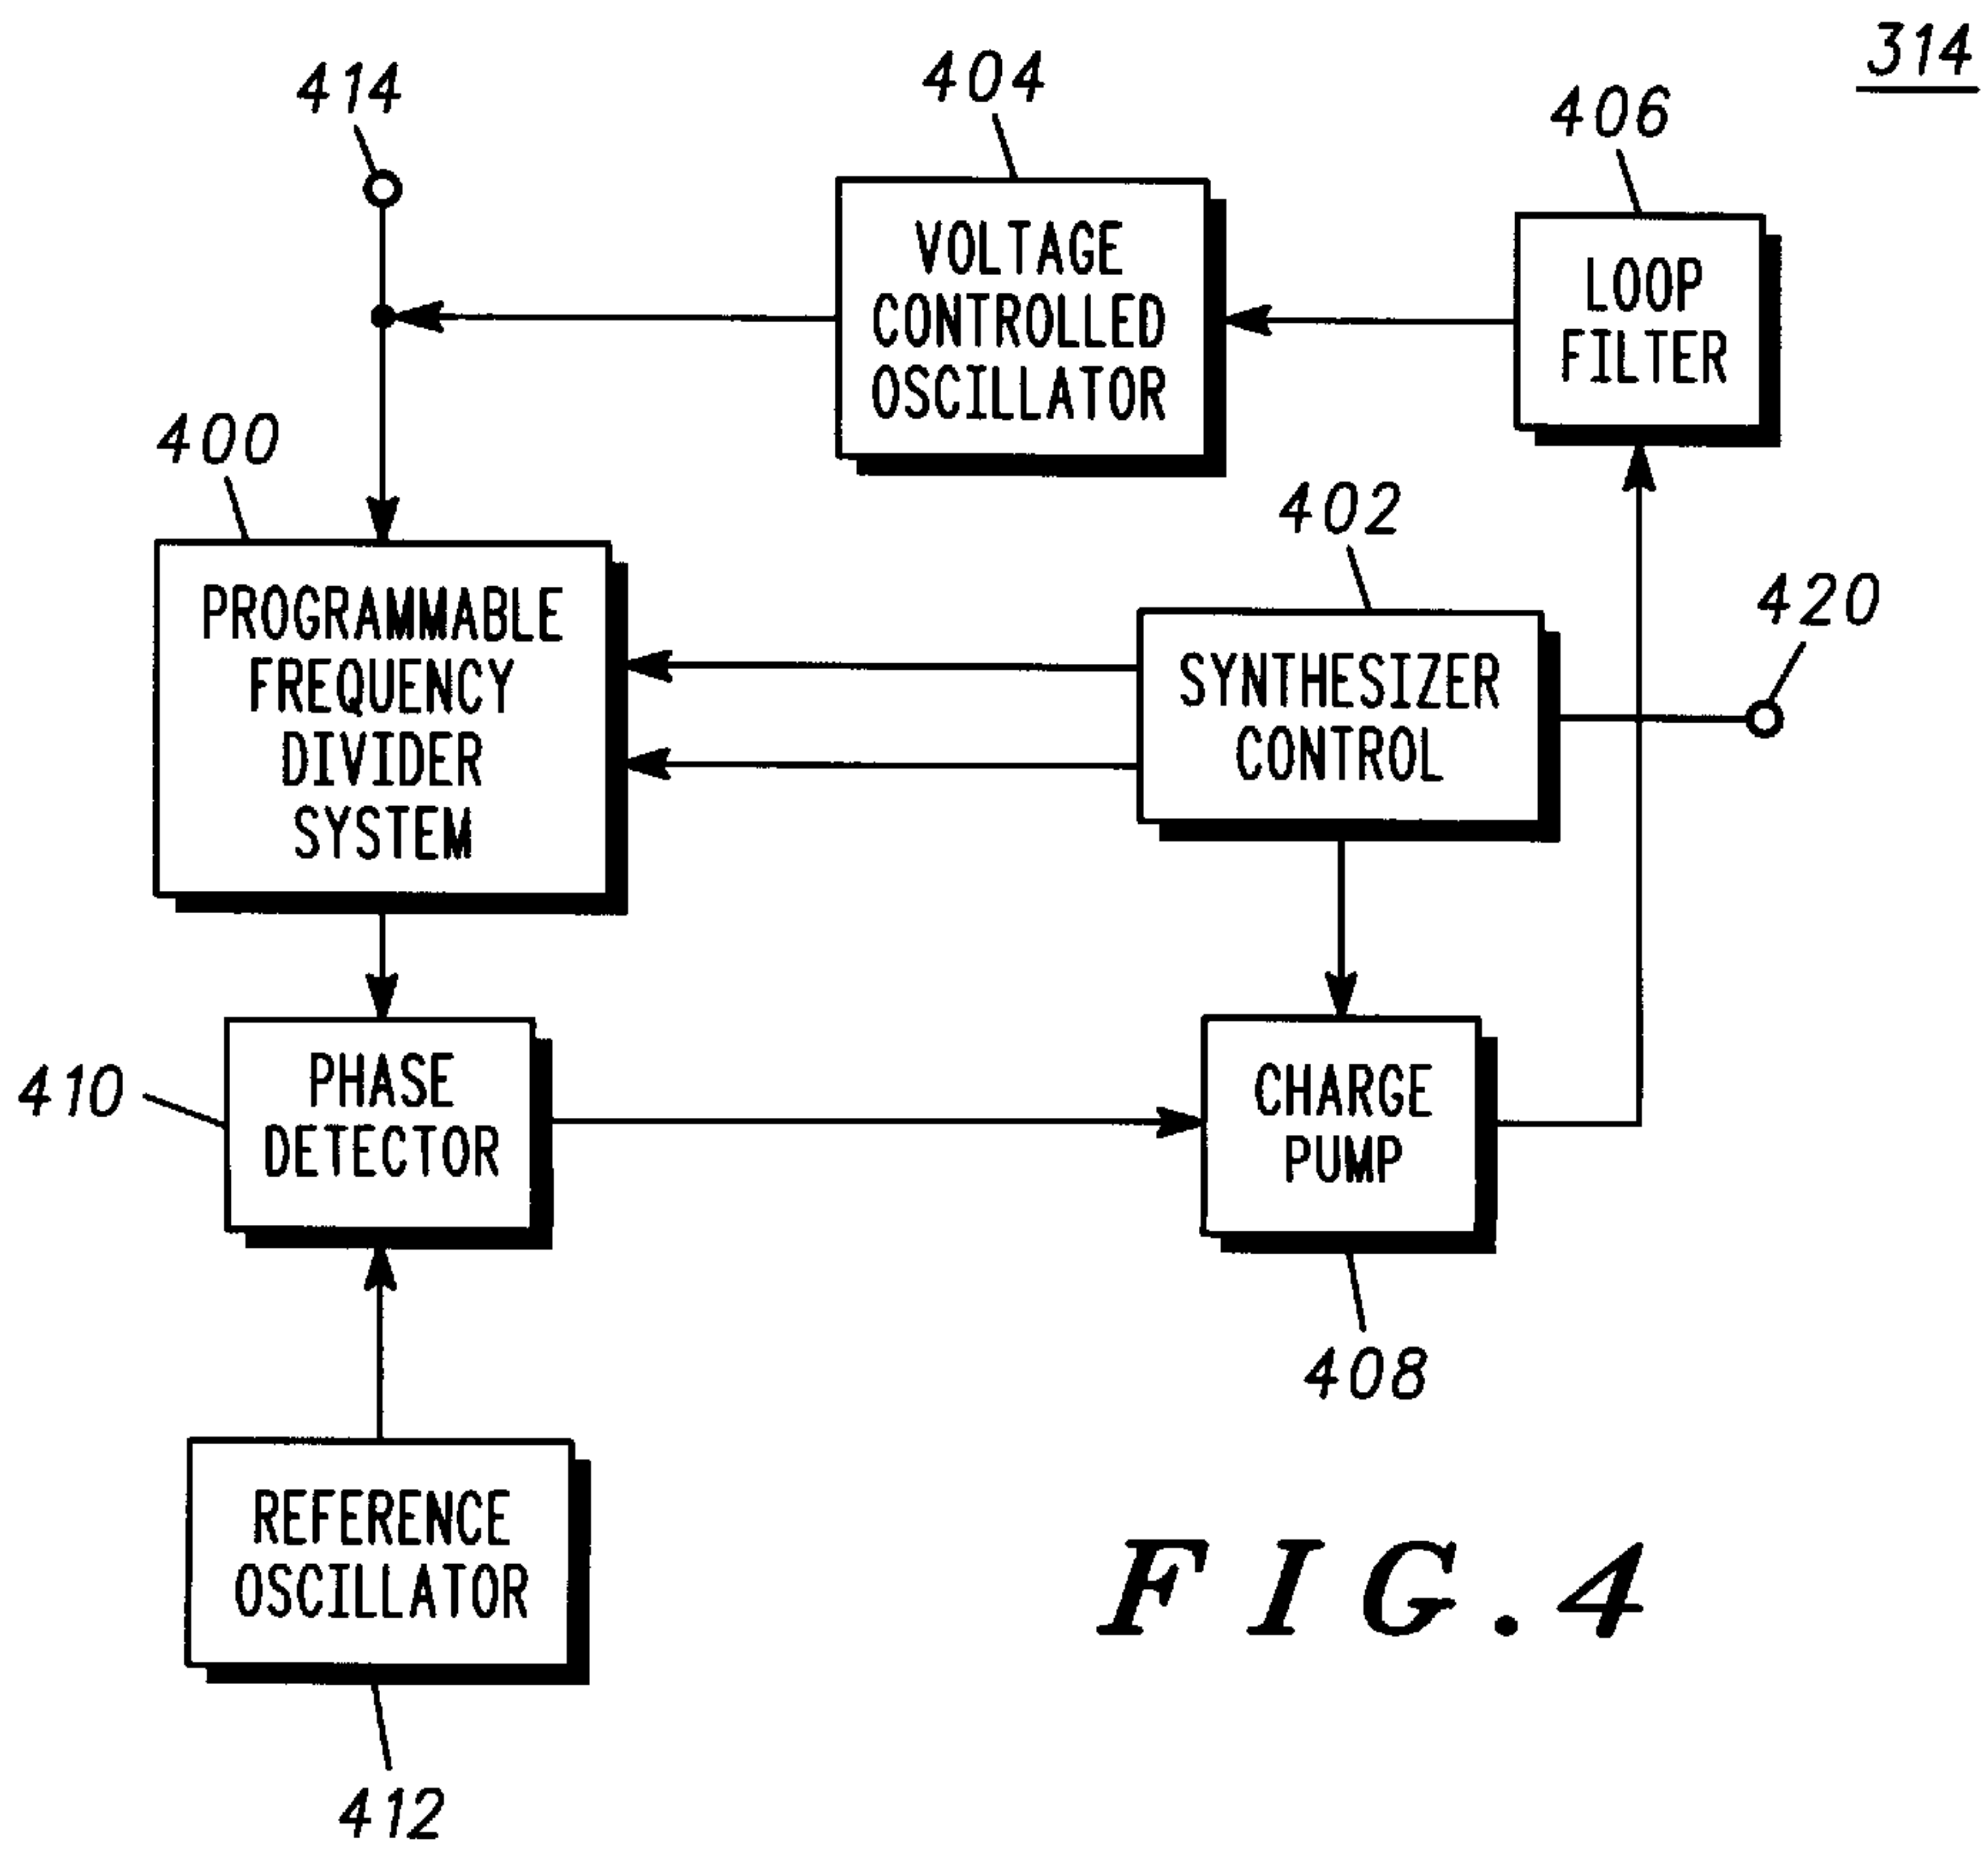 314
414
404
406
VOLTAGE
CONTROLLED
OSCILLATOR
LOOP
FILTER
400
402
420
PROGRAMMABLE
FREQUENCY
DIVIDER
SYSTEM
SYNTHESIZER
CONTROL
410
PHASE
DETECTOR
CHARGE
PUMP
408
REFERENCE
OSCILLATOR
412
FIG.4